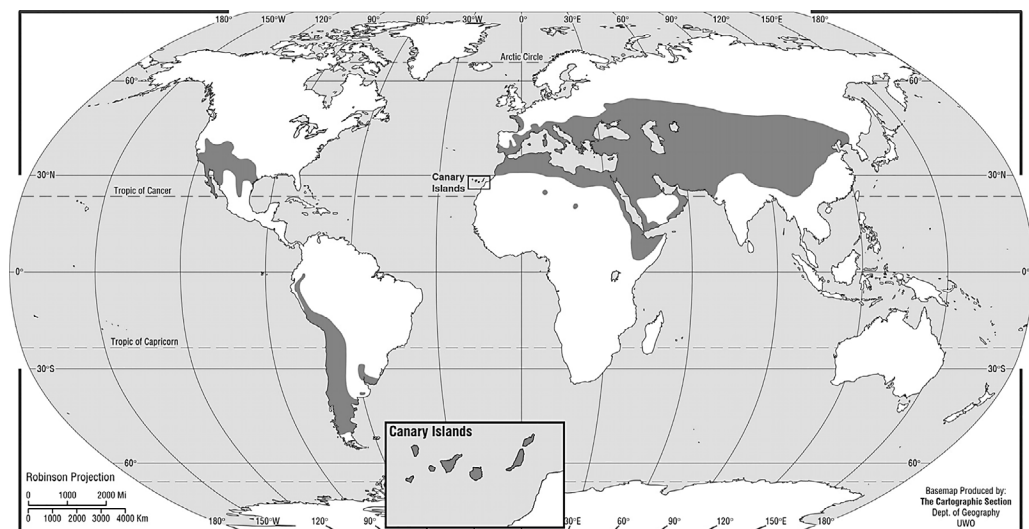 180° 150°W 120°W 90°W 60°W 30°W 0° 30°E 60°E 90°E 120°E 150°E 180°
Arctic Circle
60° 60°
Canary
Islands
30°N 30°N
Tropic of Cancer
0° 0°
Tropic of Capricorn
30°S 30°S
Canary Islands
60° 60°
Robinson Projection
0 1000 2000 Mi
0 1000 2000 3000 4000 Km
Basemap Produced by:
The Cartographic Section
Dept. of Geography
UWO
180° 150°W 120°W 90° 30°E 60°E 90°E 120°E 150°E 180°